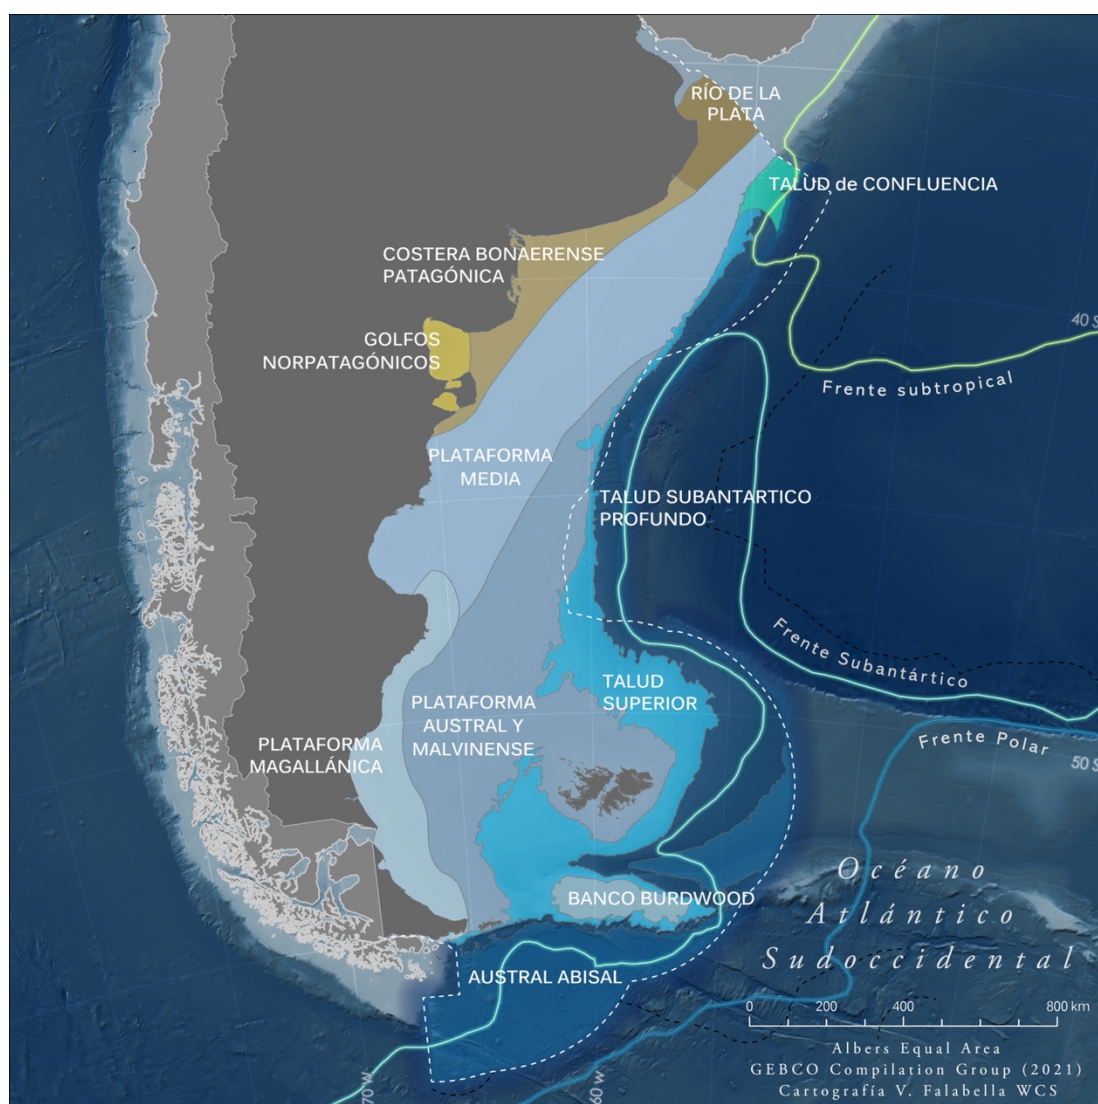 RÍO DE LA
PLATA
TALUD de CONFLUENCIA
COSTERA BONAERENSE
PATAGÓNICA
40 S
GOLFOS
NORPATAGÓNICOS
Frente subtropical
PLATAFORMA
MEDIA
TALUD SUBANTÁRTICO
PROFUNDO
Frente Subantártico
TALUD
SUPERIOR
PLATAFORMA
AUSTRAL Y
MALVINENSE
PLATAFORMA
MAGALLÁNICA
Frente Polar
50 S
Océano
Atlántico
Sudoccidental
BANCO BURDWOOD
AUSTRAL ABISAL
0 200 400 800 km
Albers Equal Area
GEBCO Compilation Group (2021)
Cartografía V. Falabella WCS
70 W
60 W